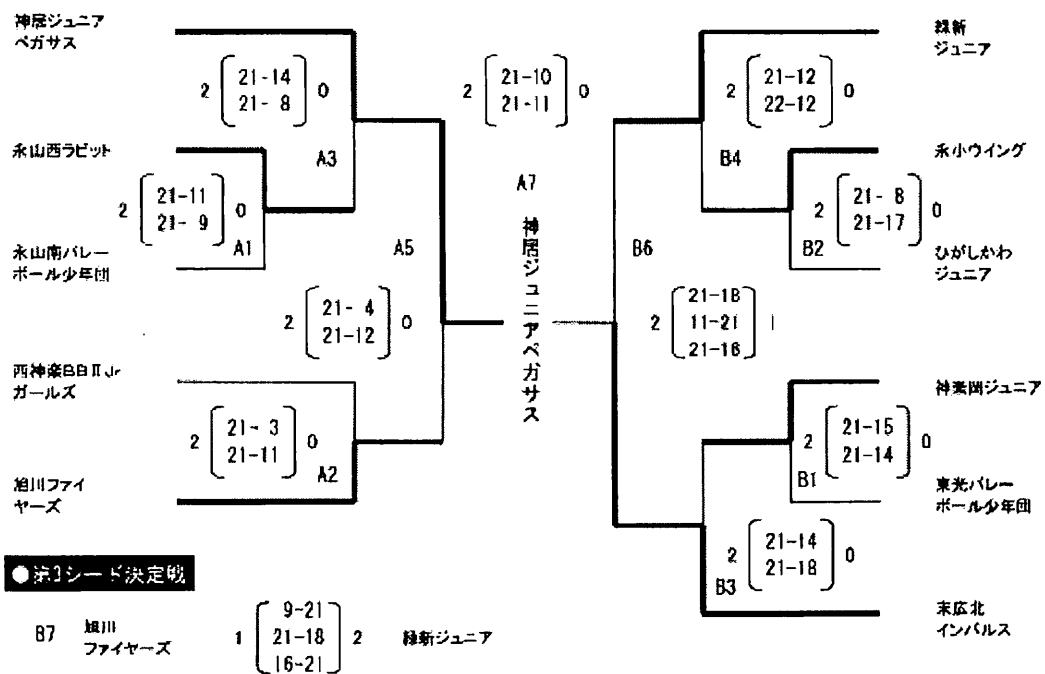 神居ジュニア
ペガサス
2 21-14 0
21- 8
A3
永山西ラビット
2 21-11 0
21- 9
A1
永山南バレー
ボール少年団
A5
2 21- 4 0
21-12
西神楽BBⅡJr
ガールズ
2 21- 3 0
21-11
A2
旭川ファイ
ヤーズ
2 21-10 0
21-11
A7
神居ジュニアペガサス
緑新
ジュニア
2 21-12 0
22-12
B4
永小ウイング
2 21- 8 0
21-17
B2
ひがしかわ
ジュニア
B6
2 21-18 1
11-21
21-16
神楽岡ジュニア
2 21-15 0
21-14
B1
東光バレー
ボール少年団
2 21-14 0
21-18
B3
末広北
インパルス
●第3シード決定戦
B7 旭川
ファイヤーズ
1 9-21 2
21-18
16-21
緑新ジュニア